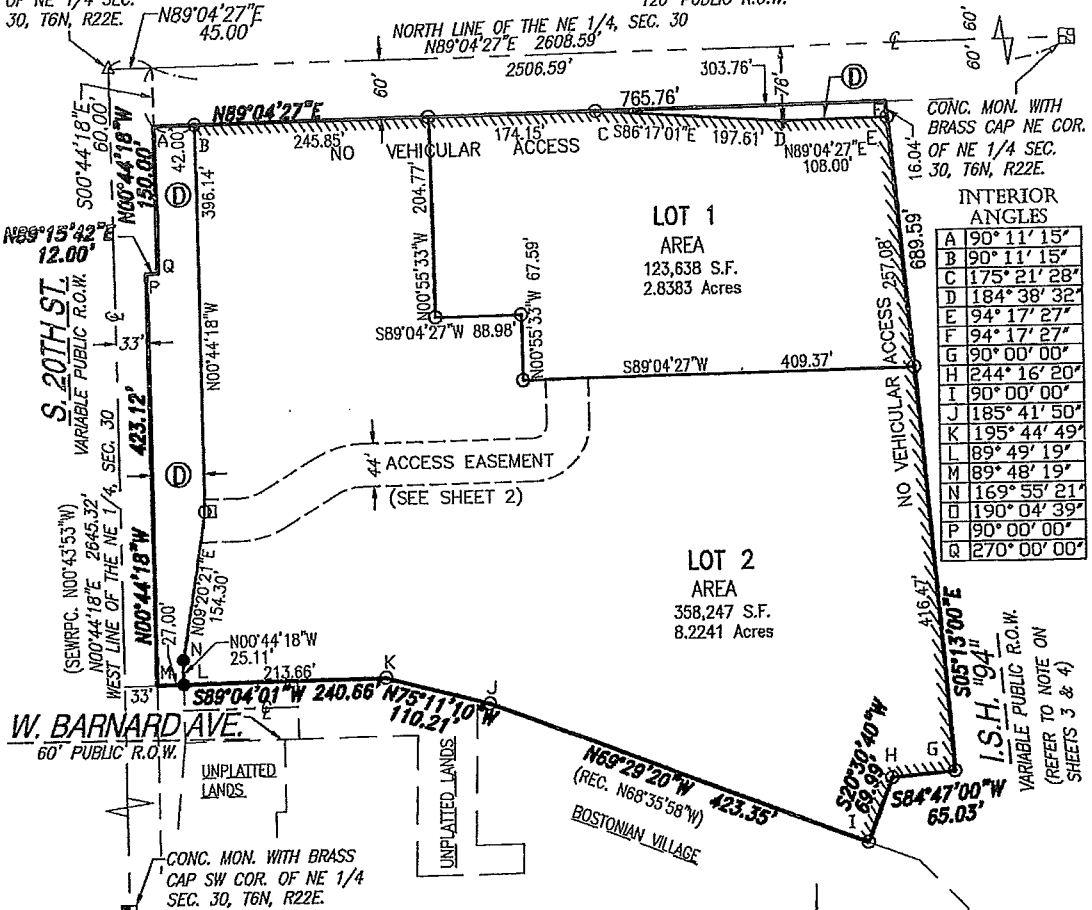 OF NE 1/4 SEC.
30, T6N, R22E.
N89°04'27"E
45.00'
120' PUBLIC R.O.W.
NORTH LINE OF THE NE 1/4, SEC. 30
N89°04'27"E 2608.59'
2506.59'
60'
60'
60'
60'
76'
303.76'
D
765.76'
N89°04'27"E
S00°44'18"E
60.00'
N00°44'18"W
150.00'
A
42.00'
B
245.85'
174.15'
C
S86°17'01"E
197.61'
D
E
F
N89°04'27"E
108.00'
16.04'
NO VEHICULAR ACCESS
CONC. MON. WITH
BRASS CAP NE COR.
OF NE 1/4 SEC.
30, T6N, R22E.
D
396.14'
204.77'
N00°55'33"W
LOT 1
AREA
123,638 S.F.
2.8383 Acres
N89°15'42"E
12.00'
Q
P
N00°55'33"W 67.59'
S89°04'27"W 88.98'
S89°04'27"W 409.37'
257.08'
689.59'
NO VEHICULAR ACCESS
INTERIOR
ANGLES
A 90° 11' 15"
B 90° 11' 15"
C 175° 21' 28"
D 184° 38' 32"
E 94° 17' 27"
F 94° 17' 27"
G 90° 00' 00"
H 244° 16' 20"
I 90° 00' 00"
J 185° 41' 50"
K 195° 44' 49"
L 89° 49' 19"
M 89° 48' 19"
N 169° 55' 21"
O 190° 04' 39"
P 90° 00' 00"
Q 270° 00' 00"
S. 20TH ST.
VARIABLE PUBLIC R.O.W.
33'
423.12'
N00°44'18"W
N00°44'18"W
D
44'
ACCESS EASEMENT
(SEE SHEET 2)
(SEWRPC. N00°43'53"W)
N00°44'18"E 2645.32'
WEST LINE OF THE NE 1/4, SEC. 30
LOT 2
AREA
358,247 S.F.
8.2241 Acres
416.47'
S05°13'00"E
I.S.H. "94"
VARIABLE PUBLIC R.O.W.
(REFER TO NOTE ON
SHEETS 3 & 4)
27.00'
N09°20'21"E
154.30'
N
N00°44'18"W
25.11'
M
L
213.66'
K
33'
S89°04'01"W 240.66'
N75°11'10"W
110.21'
J
W. BARNARD AVE.
60' PUBLIC R.O.W.
UNPLATTED
LANDS
UNPLATTED LANDS
N69°29'20"W 423.35'
(REC. N68°35'58"W)
BOSTONIAN VILLAGE
S20°30'40"W
69.99'
H
G
I
S84°47'00"W
65.03'
CONC. MON. WITH BRASS
CAP SW COR. OF NE 1/4
SEC. 30, T6N, R22E.